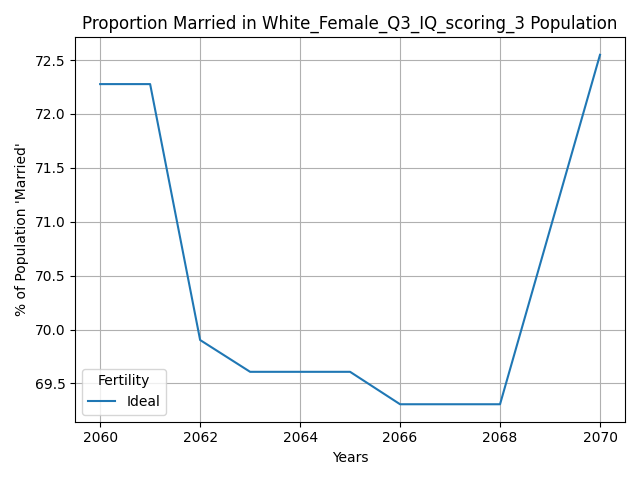 Proportion Married in White_Female_Q3_IQ_scoring_3 Population
% of Population 'Married'
72.5
72.0
71.5
71.0
70.5
70.0
69.5
Fertility
Ideal
2060 2062 2064 2066 2068 2070
Years